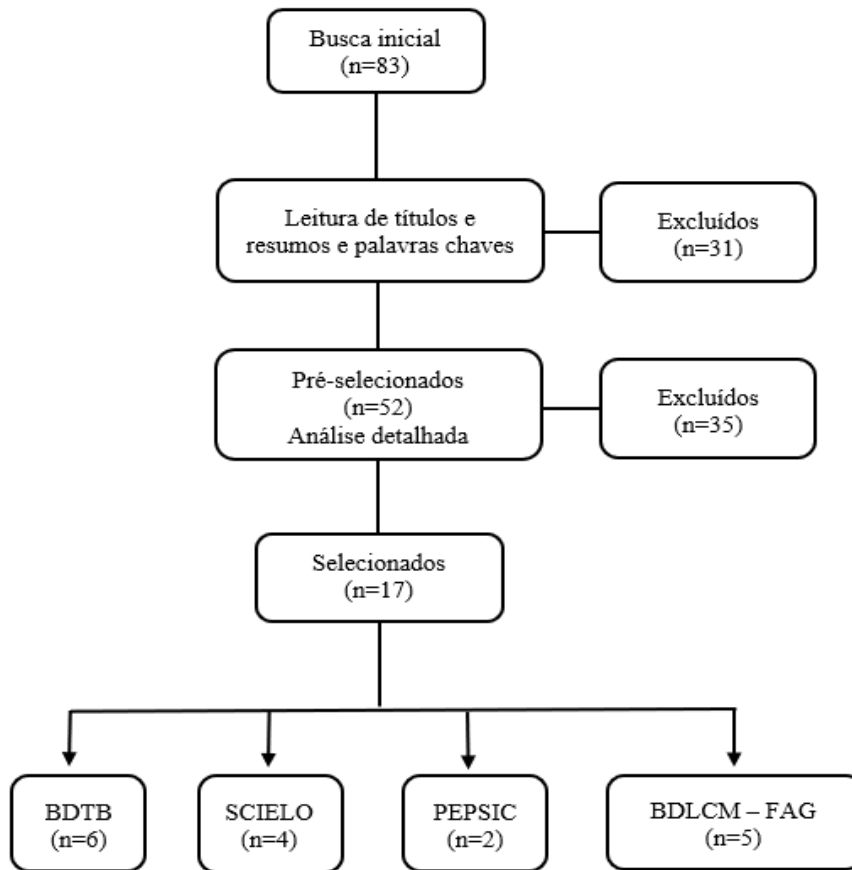 Busca inicial
(n=83)
Leitura de títulos e
resumos e palavras chaves
Excluídos
(n=31)
Pré-selecionados
(n=52)
Análise detalhada
Excluídos
(n=35)
Selecionados
(n=17)
BDTB
(n=6)
SCIELO
(n=4)
PEPSIC
(n=2)
BDLCM – FAG
(n=5)